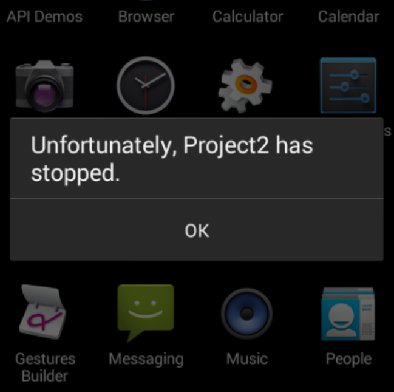 API Demos Browser Calculator Calendar
s
Unfortunately, Project2 has
stopped.
OK
Gestures Messaging Music People
Builder